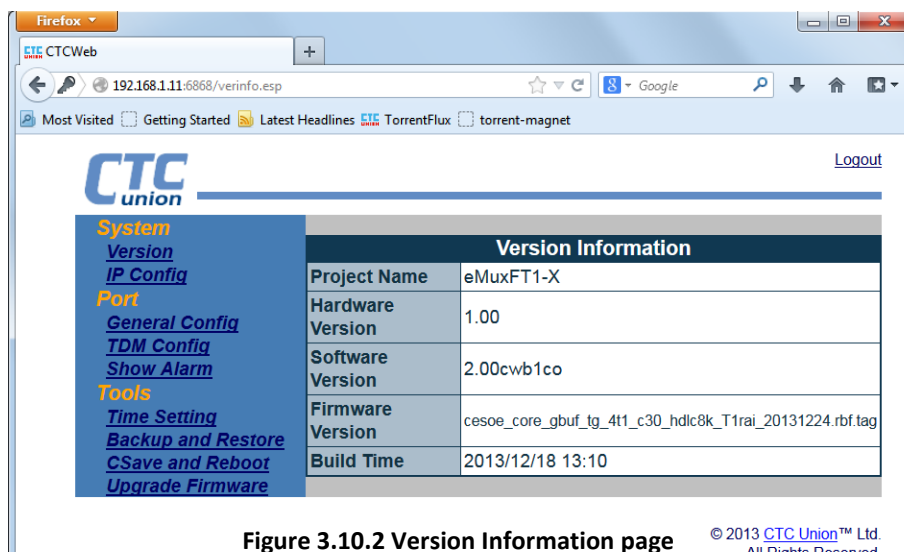 Firefox
CTCWeb
+
192.168.1.11:6868/verinfo.esp
Google
Most Visited Getting Started Latest Headlines TorrentFlux torrent-magnet
Logout
CTC
union
System
Version
IP Config
Port
General Config
TDM Config
Show Alarm
Tools
Time Setting
Backup and Restore
CSave and Reboot
Upgrade Firmware
Version Information
Project Name eMuxFT1-X
Hardware
Version
1.00
Software
Version
2.00cwb1co
Firmware
Version
cesoe_core_gbuf_tg_4t1_c30_hdlc8k_T1rai_20131224.rbf.tag
Build Time 2013/12/18 13:10
© 2013 CTC Union™ Ltd.
All Rights Reserved.
Figure 3.10.2 Version Information page